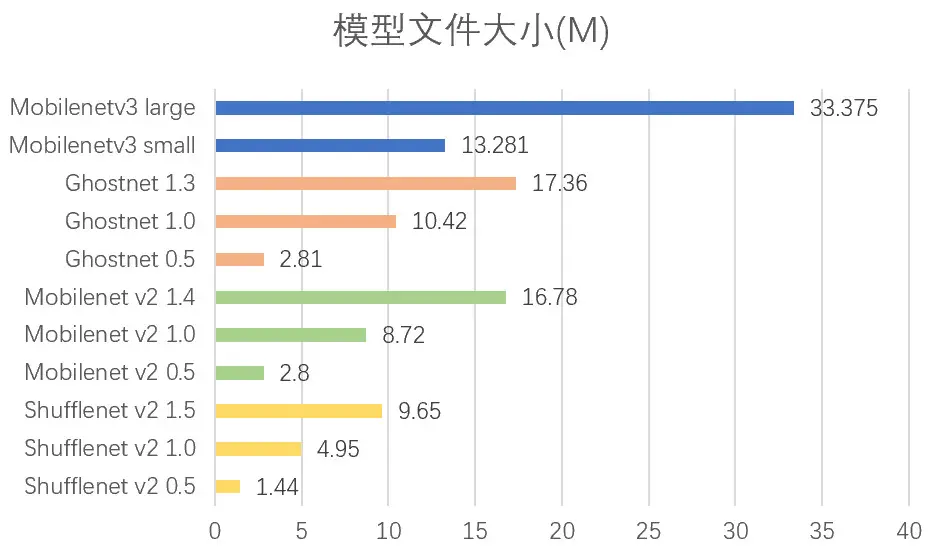 模型文件大小(M)
Mobilenetv3 large 33.375
Mobilenetv3 small 13.281
Ghostnet 1.3 17.36
Ghostnet 1.0 10.42
Ghostnet 0.5 2.81
Mobilenet v2 1.4 16.78
Mobilenet v2 1.0 8.72
Mobilenet v2 0.5 2.8
Shufflenet v2 1.5 9.65
Shufflenet v2 1.0 4.95
Shufflenet v2 0.5 1.44
0 5 10 15 20 25 30 35 40